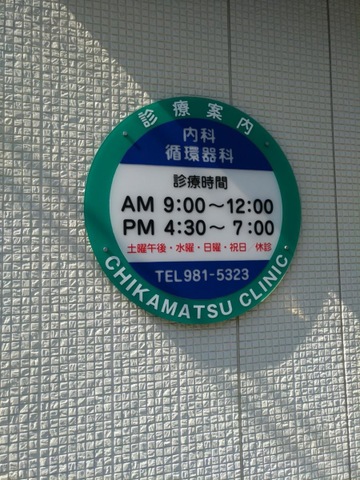 診療案内
内科
循環器科
診療時間
AM 9:00～12:00
PM 4:30～ 7:00
土曜午後・水曜・日曜・祝日 休診
TEL981-5323
CHIKAMATSU CLINIC